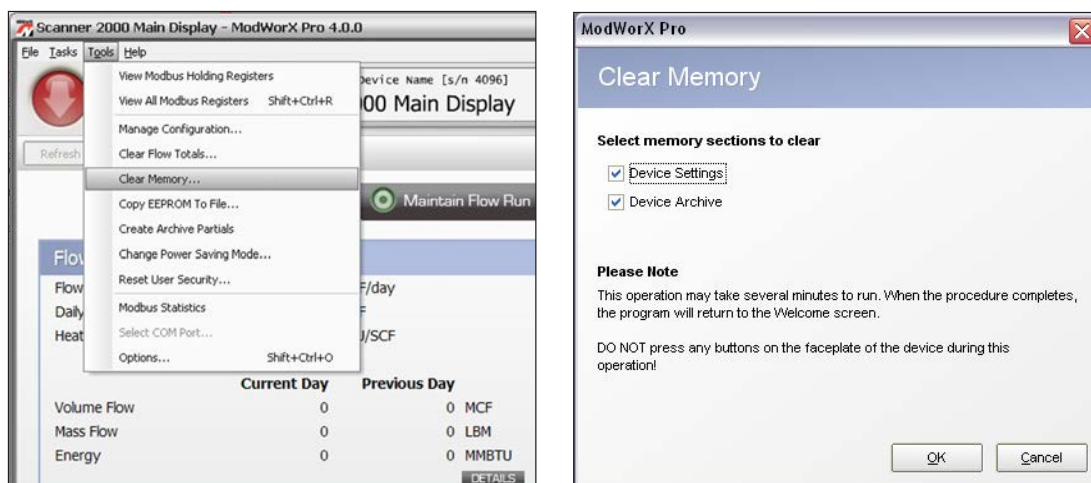 Scanner 2000 Main Display - ModWorX Pro 4.0.0
File Tasks Tools Help
View Modbus Holding Registers
View All Modbus Registers Shift+Ctrl+R
Manage Configuration...
Clear Flow Totals...
Clear Memory...
Copy EEPROM To File...
Create Archive Partials
Change Power Saving Mode...
Reset User Security...
Modbus Statistics
Select COM Port...
Options... Shift+Ctrl+O
Device Name [s/n 4096]
000 Main Display
Refresh
Maintain Flow Run
Flow
Flow F/day
Daily F
Heat J/SCF
Current Day Previous Day
Volume Flow 0 0 MCF
Mass Flow 0 0 LBM
Energy 0 0 MMBTU
DETAILS
ModWorX Pro
Clear Memory
Select memory sections to clear
Device Settings
Device Archive
Please Note
This operation may take several minutes to run. When the procedure completes,
the program will return to the Welcome screen.
DO NOT press any buttons on the faceplate of the device during this
operation!
OK Cancel